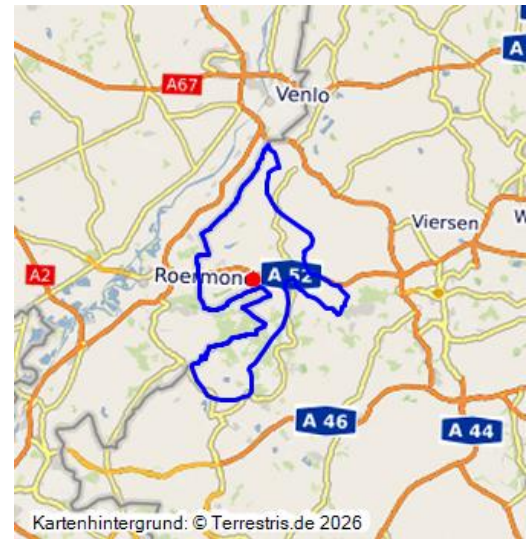 A
A67
Venlo
Viersen
W
A2
Roermon
A 52
A 46
A 44
Kartenhintergrund: © Terrestris.de 2026